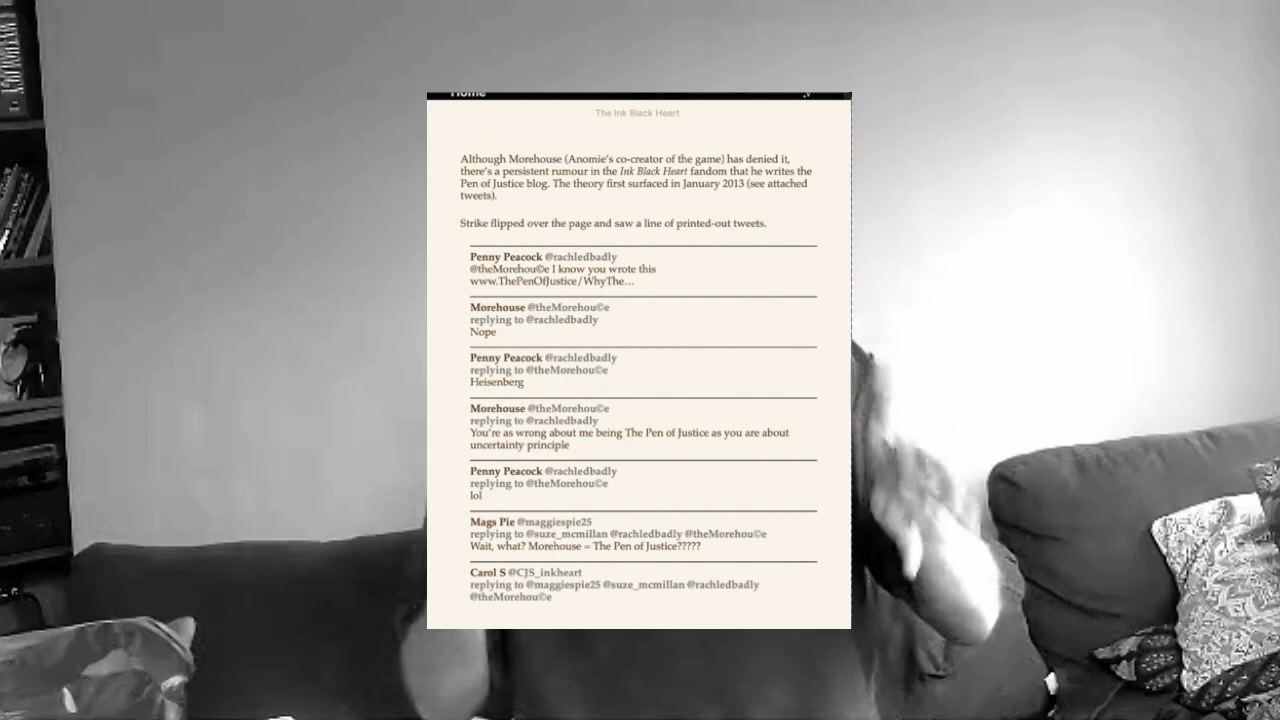 Home
The Ink Black Heart
Although Morehouse (Anomie's co-creator of the game) has denied it,
there's a persistent rumour in the Ink Black Heart fandom that he writes the
Pen of Justice blog. The theory first surfaced in January 2013 (see attached
tweets).
Strike flipped over the page and saw a line of printed-out tweets.
Penny Peacock @rachledbadly
@theMorehou©e I know you wrote this
www.ThePenOfJustice/WhyThe…
Morehouse @theMorehou©e
replying to @rachledbadly
Nope
Penny Peacock @rachledbadly
replying to @theMorehou©e
Heisenberg
Morehouse @theMorehou©e
replying to @rachledbadly
You're as wrong about me being The Pen of Justice as you are about
uncertainty principle
Penny Peacock @rachledbadly
replying to @theMorehou©e
lol
Mags Pie @maggiespie25
replying to @suze_mcmillan @rachledbadly @theMorehou©e
Wait, what? Morehouse = The Pen of Justice?????
Carol S @CJS_inkheart
replying to @maggiespie25 @suze_mcmillan @rachledbadly
@theMorehou©e